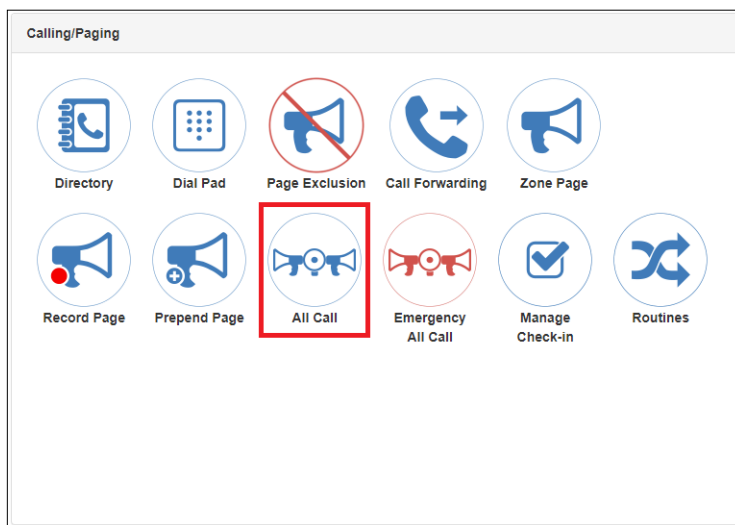 Calling/Paging
Directory
Dial Pad
Page Exclusion
Call Forwarding
Zone Page
Record Page
Prepend Page
All Call
Emergency
All Call
Manage
Check-in
Routines